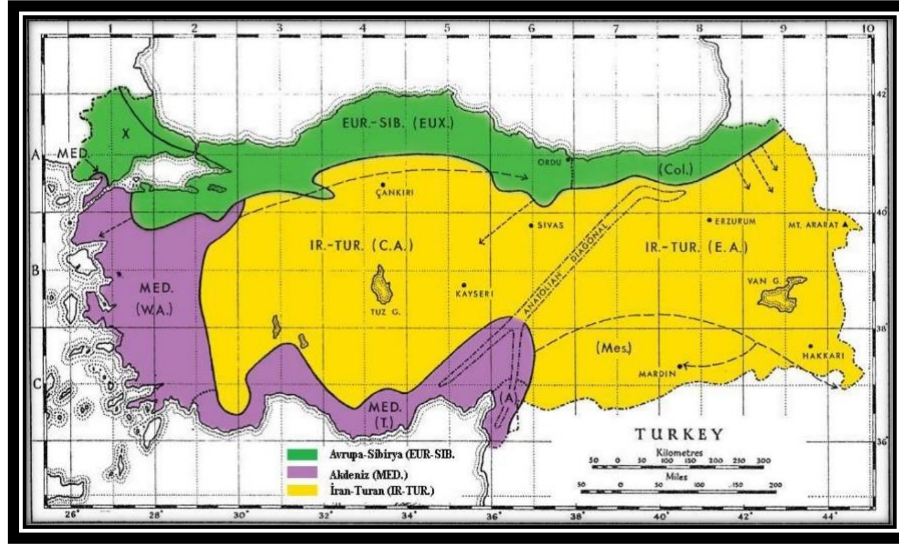 1 2 3 4 5 6 7 8 9 10
42
X
EUR.-SIB. (EUX.)
A
MED.
ORDU
(Col.)
ÇANKIRI
40
SIVAS
ERZURUM
MT. ARARAT
IR.-TUR. (C.A.)
IR.-TUR. (E.A.)
ANATOLIAN DIAGONAL
B
MED.
(W.A.)
KAYSERI
VAN G.
TUZ G.
38
(Mes.)
HAKKARI
MARDIN
C
(A)
MED.
(T.)
TURKEY
36
Kilometres
50 0 50 100 150 200 250 300
Miles
50 0 50 100 150 200
Avrupa-Sibirya (EUR-SIB.
Akdeniz (MED.)
İran-Turan (IR-TUR.)
26° 28 30 32 34 36 38 40 42 44°